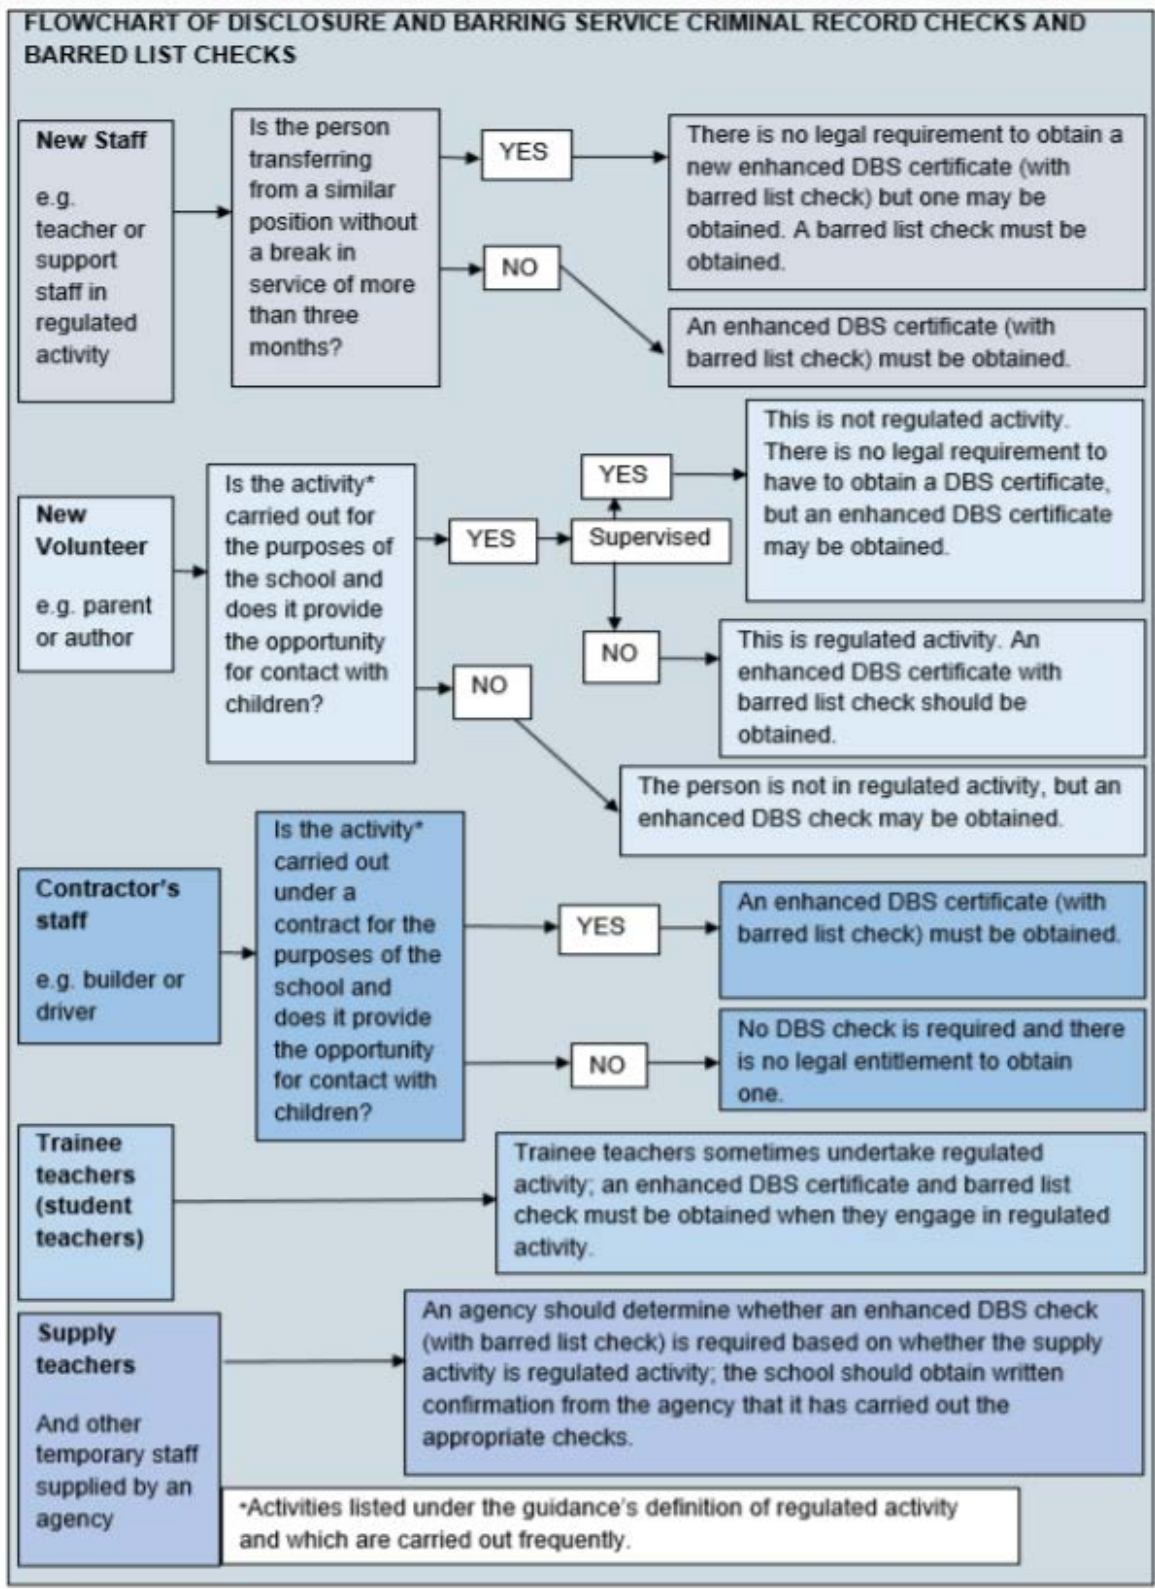 FLOWCHART OF DISCLOSURE AND BARRING SERVICE CRIMINAL RECORD CHECKS AND
BARRED LIST CHECKS
New Staff
e.g.
teacher or
support
staff in
regulated
activity
Is the person
transferring
from a similar
position without
a break in
service of more
than three
months?
YES
There is no legal requirement to obtain a
new enhanced DBS certificate (with
barred list check) but one may be
obtained. A barred list check must be
obtained.
NO
An enhanced DBS certificate (with
barred list check) must be obtained.
New
Volunteer
e.g. parent
or author
Is the activity*
carried out for
the purposes of
the school and
does it provide
the opportunity
for contact with
children?
YES
Supervised
YES
This is not regulated activity.
There is no legal requirement to
have to obtain a DBS certificate,
but an enhanced DBS certificate
may be obtained.
NO
This is regulated activity. An
enhanced DBS certificate with
barred list check should be
obtained.
NO
The person is not in regulated activity, but an
enhanced DBS check may be obtained.
Contractor's
staff
e.g. builder or
driver
Is the activity*
carried out
under a
contract for the
purposes of the
school and
does it provide
the opportunity
for contact with
children?
YES
An enhanced DBS certificate (with
barred list check) must be obtained.
NO
No DBS check is required and there
is no legal entitlement to obtain
one.
Trainee
teachers
(student
teachers)
Trainee teachers sometimes undertake regulated
activity; an enhanced DBS certificate and barred list
check must be obtained when they engage in regulated
activity.
Supply
teachers
And other
temporary staff
supplied by an
agency
An agency should determine whether an enhanced DBS check
(with barred list check) is required based on whether the supply
activity is regulated activity; the school should obtain written
confirmation from the agency that it has carried out the
appropriate checks.
*Activities listed under the guidance's definition of regulated activity
and which are carried out frequently.